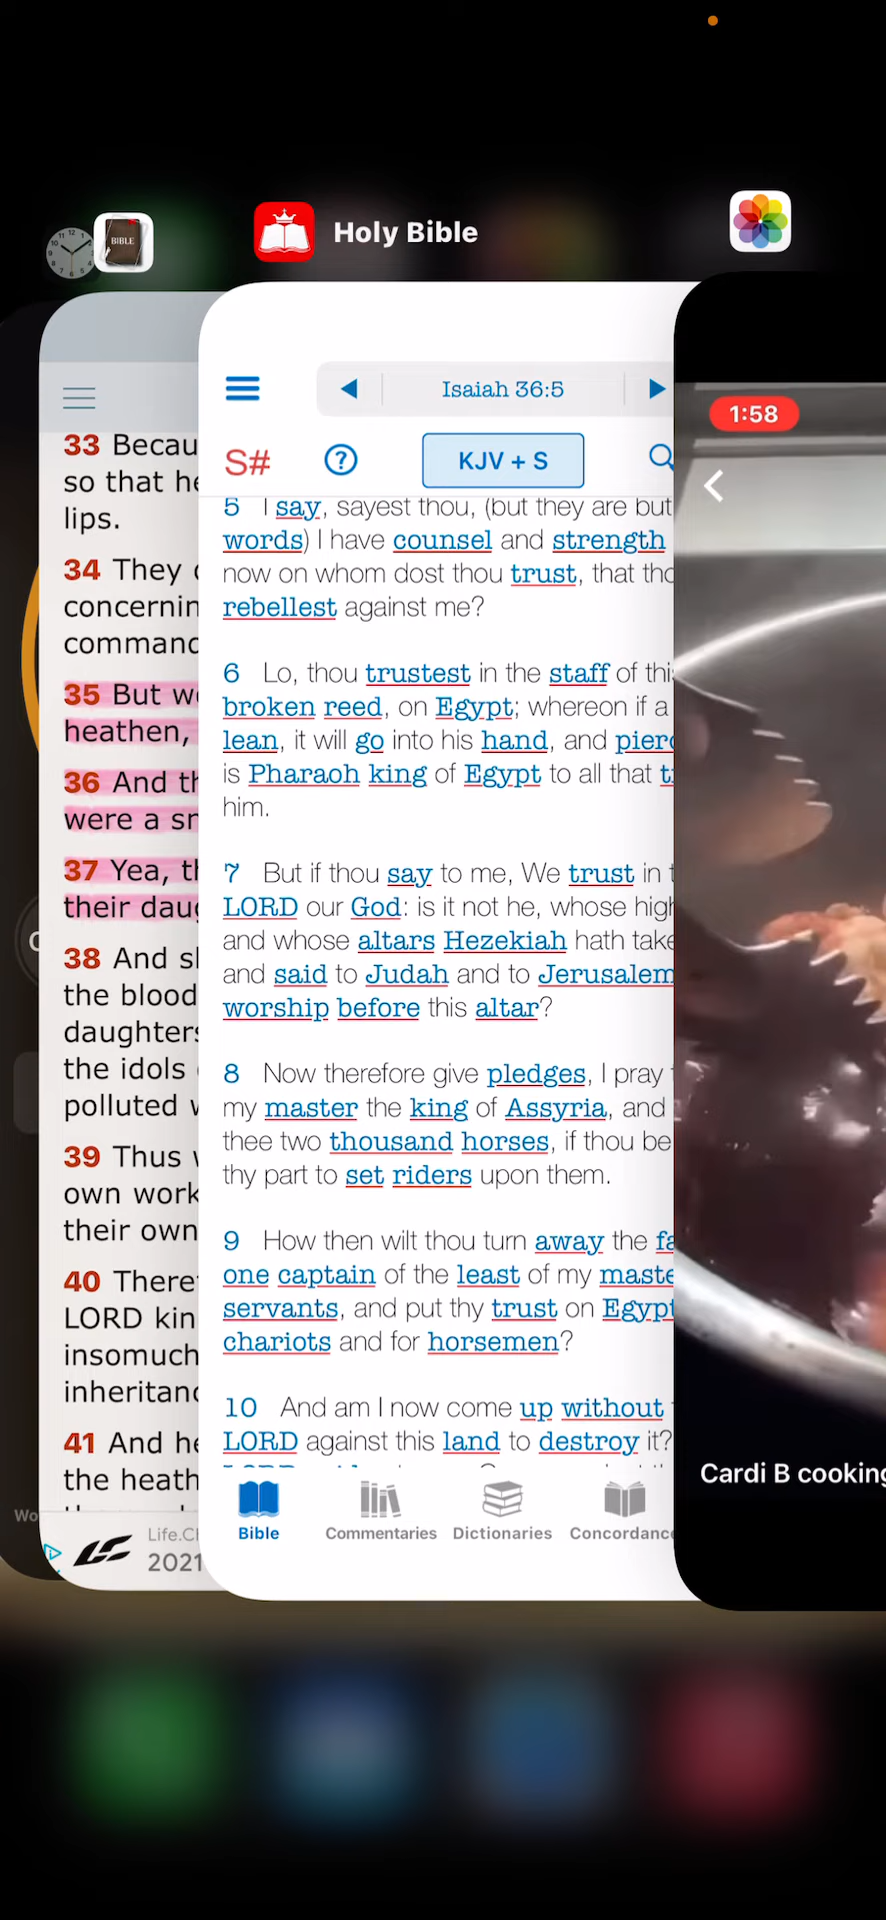 BIBLE
Holy Bible
33 Becau
so that he
lips.
34 They
concernin
command
35 But we
heathen,
36 And th
were a sn
37 Yea, th
their daug
38 And sh
the blood
daughters
the idols
polluted w
39 Thus w
own work
their own
40 There
LORD kin
insomuch
inheritanc
41 And he
the heath
Life.Ch
2021
Isaiah 36:5
S#
?
KJV + S
5 I say, sayest thou, (but they are but
words) I have counsel and strength
now on whom dost thou trust, that tho
rebellest against me?
6 Lo, thou trustest in the staff of thi
broken reed, on Egypt; whereon if a
lean, it will go into his hand, and pierc
is Pharaoh king of Egypt to all that t
him.
7 But if thou say to me, We trust in t
LORD our God: is it not he, whose high
and whose altars Hezekiah hath take
and said to Judah and to Jerusalem
worship before this altar?
8 Now therefore give pledges, I pray
my master the king of Assyria, and
thee two thousand horses, if thou be
thy part to set riders upon them.
9 How then wilt thou turn away the fa
one captain of the least of my maste
servants, and put thy trust on Egypt
chariots and for horsemen?
10 And am I now come up without
LORD against this land to destroy it?
Bible
Commentaries
Dictionaries
Concordanc
1:58
Cardi B cooking
Wo